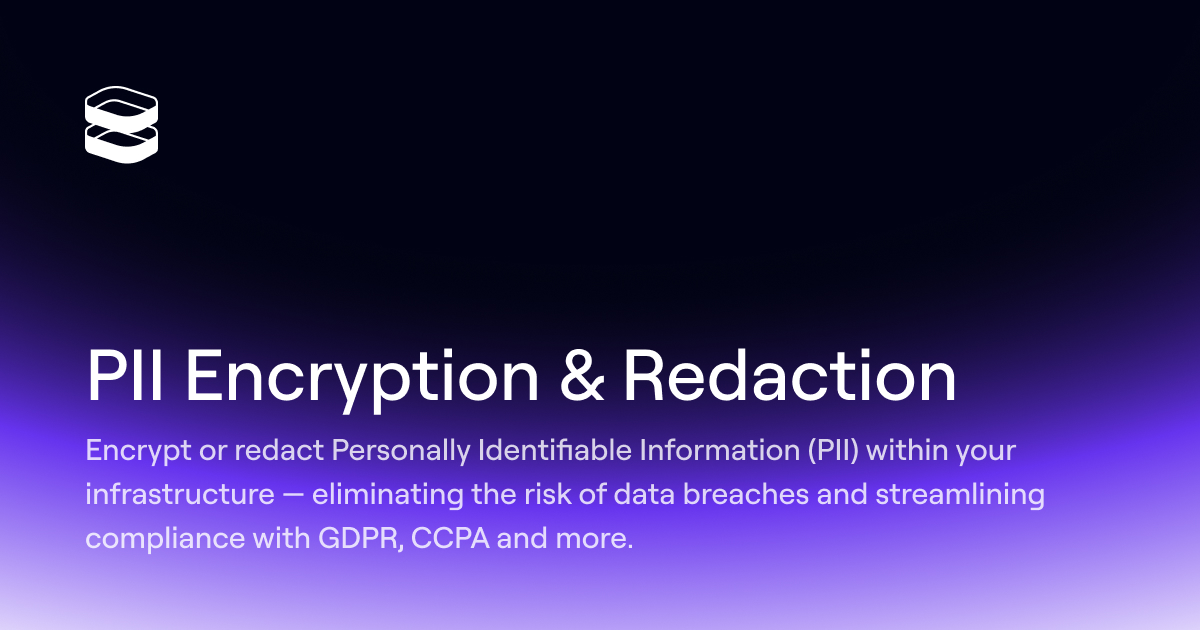 PII Encryption & Redaction
Encrypt or redact Personally Identifiable Information (PII) within your
infrastructure — eliminating the risk of data breaches and streamlining
compliance with GDPR, CCPA and more.